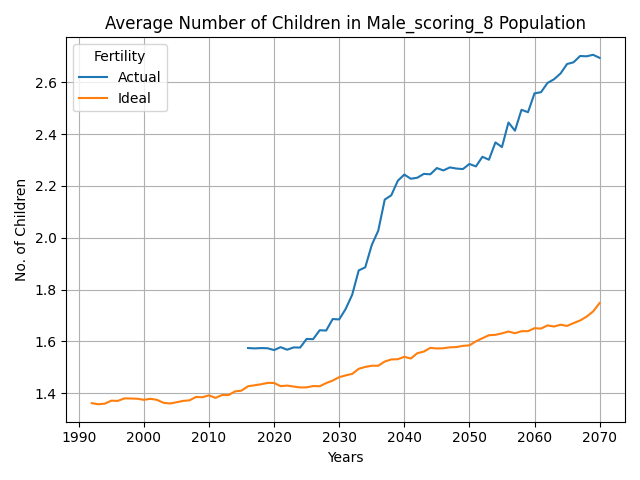 Average Number of Children in Male_scoring_8 Population
Fertility
Actual
Ideal
No. of Children
2.6
2.4
2.2
2.0
1.8
1.6
1.4
1990 2000 2010 2020 2030 2040 2050 2060 2070
Years